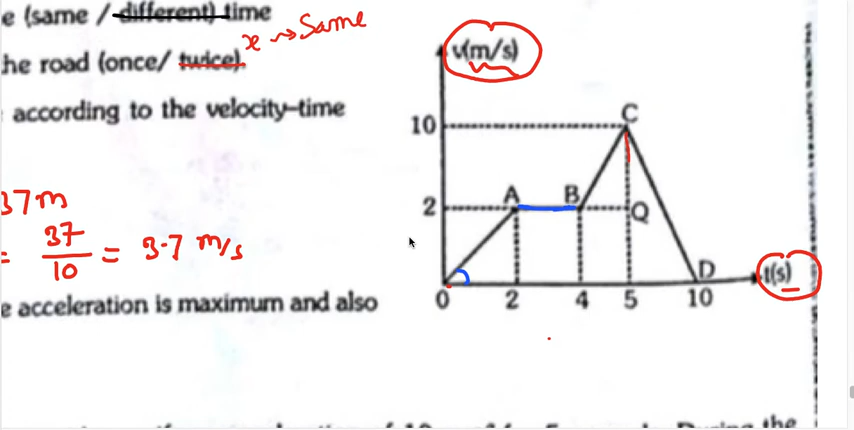 e (same / different) time
x → Same
he road (once/ twice).
according to the velocity-time
37 m
= 37/10 = 3.7 m/s
e acceleration is maximum and also
v(m/s)
10
C
A
B
2
Q
D
t(s)
0
2
4
5
10